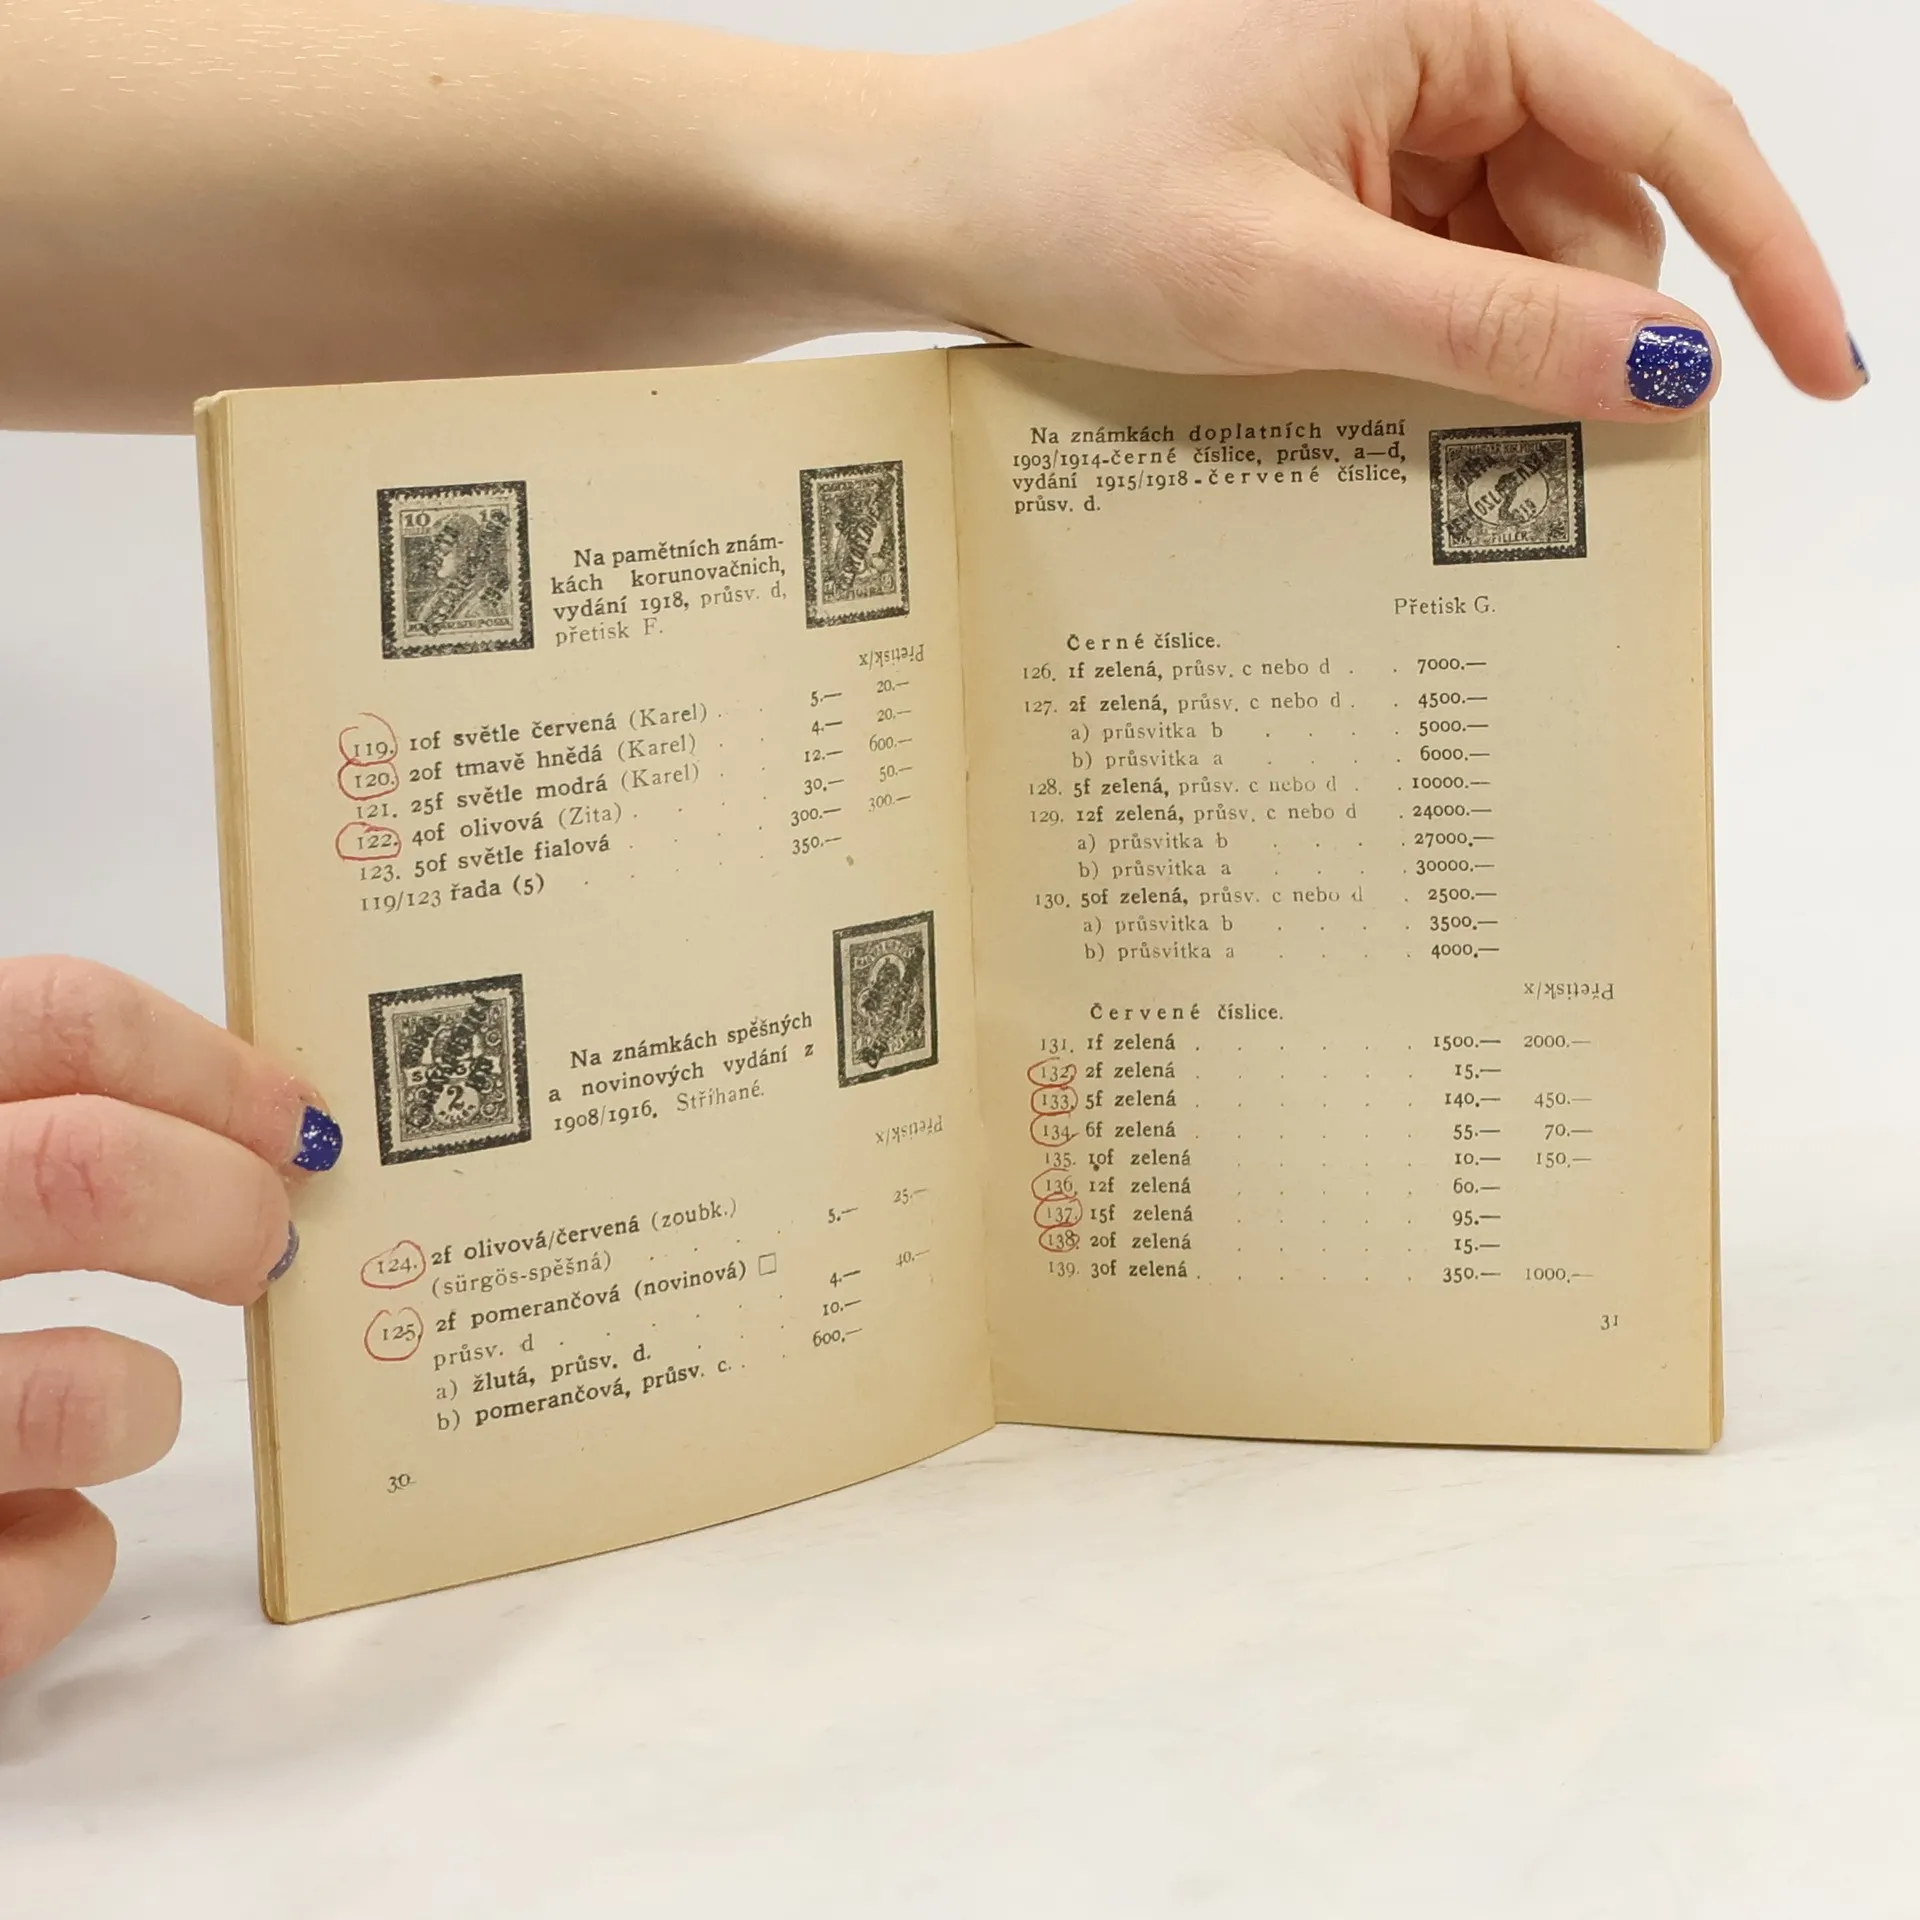 10
Na pamětních znám-
kách korunovačnich,
vydání 1918, průsv. d,
přetisk F.
Přetisk/x
119. 10f světle červená (Karel) . . 5.— 20.—
120. 20f tmavě hnědá (Karel) . . 4.— 20.—
121. 25f světle modrá (Karel) . . 12.— 600.—
122. 40f olivová (Zita) . . . . 30.— 50.—
123. 50f světle fialová . . . . 300.— 300.—
119/123 řada (5) . . . . 350.—
2
Na známkách spěšných
a novinových vydání z
1908/1916. Stříhané.
Přetisk/x
124. 2f olivová/červená (zoubk.)
(sürgös-spěšná) . . . . 5.— 25.—
125. 2f pomerančová (novinová) □
průsv. d . . . . . 4.— 40.—
a) žlutá, průsv. d. . . 10.—
b) pomerančová, průsv. c. . . 600.—
30
Na známkách doplatních vydání
1903/1914-černé číslice, průsv. a—d,
vydání 1915/1918-červené číslice,
průsv. d.
FILLÉR
Přetisk G.
Černé číslice.
126. 1f zelená, průsv. c nebo d . . 7000.—
127. 2f zelená, průsv. c nebo d . . 4500.—
a) průsvitka b . . . . 5000.—
b) průsvitka a . . . . 6000.—
128. 5f zelená, průsv. c nebo d . . 10000.—
129. 12f zelená, průsv. c nebo d . 24000.—
a) průsvitka b . . . . 27000.—
b) průsvitka a . . . . 30000.—
130. 50f zelená, průsv. c nebo d . 2500.—
a) průsvitka b . . . . 3500.—
b) průsvitka a . . . . 4000.—
Přetisk/x
Červené číslice.
131. 1f zelená . . . . . . 1500.— 2000.—
132. 2f zelená . . . . . . 15.—
133. 5f zelená . . . . . . 140.— 450.—
134. 6f zelená . . . . . . 55.— 70.—
135. 10f zelená . . . . . 10.— 150.—
136. 12f zelená . . . . . 60.—
137. 15f zelená . . . . . 95.—
138. 20f zelená . . . . . 15.—
139. 30f zelená . . . . . . 350.— 1000.—
31